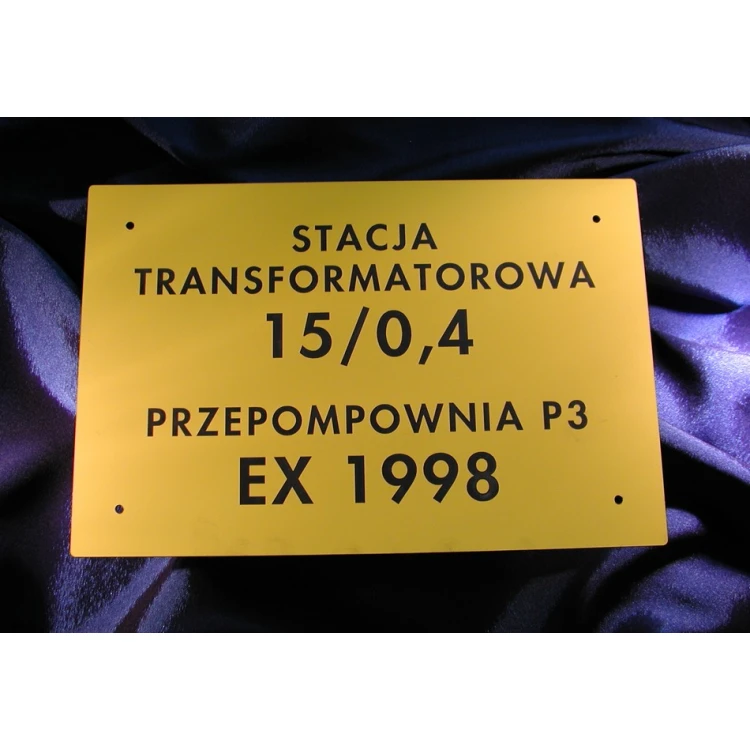 STACJA
TRANSFORMATOROWA
15/0,4
PRZEPOMPOWNIA P3
EX 1998